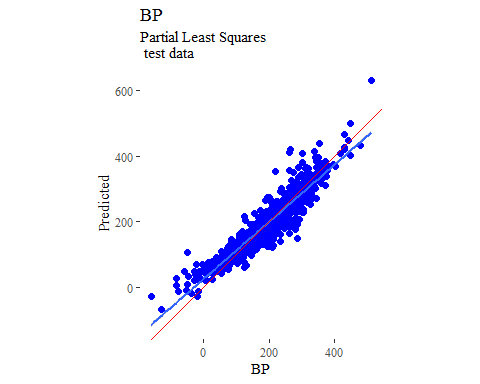 BP
Partial Least Squares
test data
600
400
200
0
Predicted
0 200 400
BP